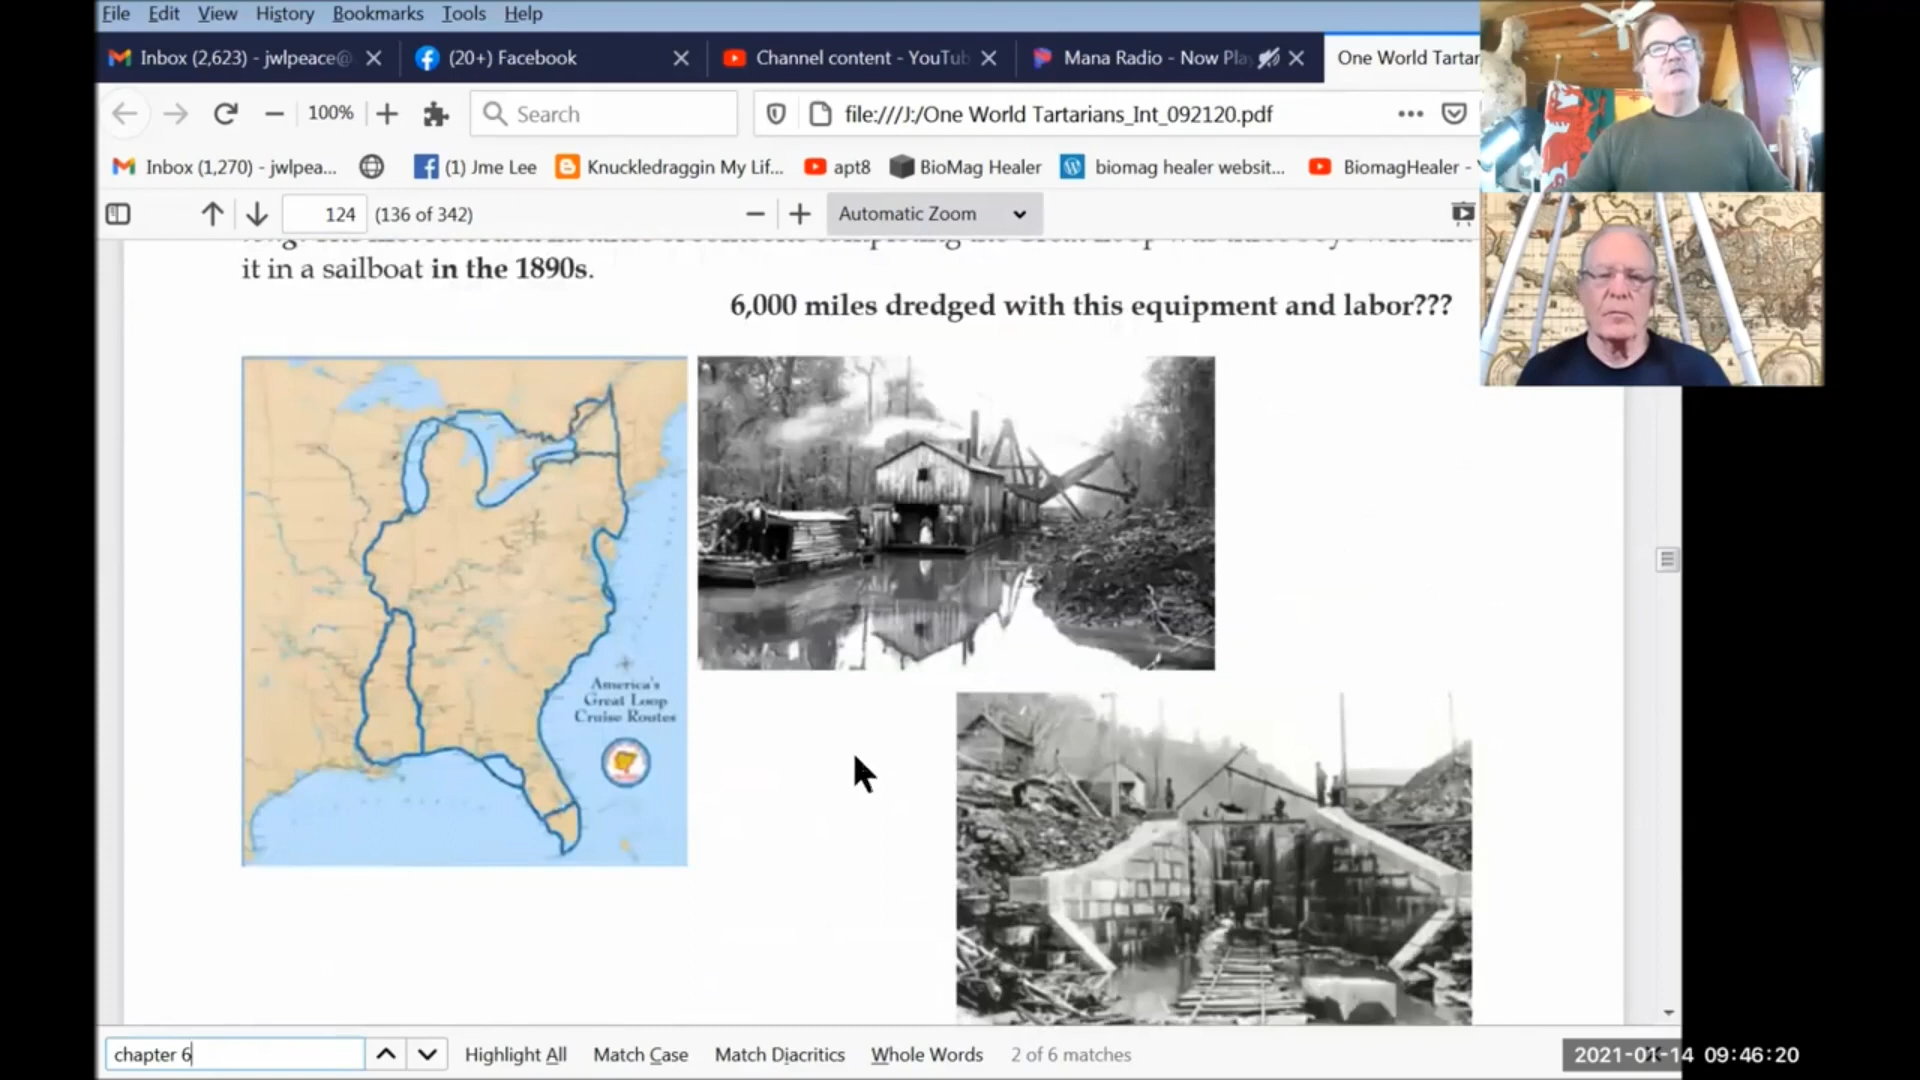 File Edit View History Bookmarks Tools Help
Inbox (2,623) - jwlpeace@
(20+) Facebook
Channel content - YouTub
Mana Radio - Now Pla
One World Tartar
100%
Search
file:///J:/One World Tartarians_Int_092120.pdf
Inbox (1,270) - jwlpea...
(1) Jme Lee
Knuckledraggin My Lif...
apt8
BioMag Healer
biomag healer websit...
BiomagHealer -
124 (136 of 342)
Automatic Zoom
it in a sailboat in the 1890s.
6,000 miles dredged with this equipment and labor???
America's
Great Loop
Cruise Routes
chapter 6
Highlight All Match Case Match Diacritics Whole Words 2 of 6 matches
2021-01-14 09:46:20